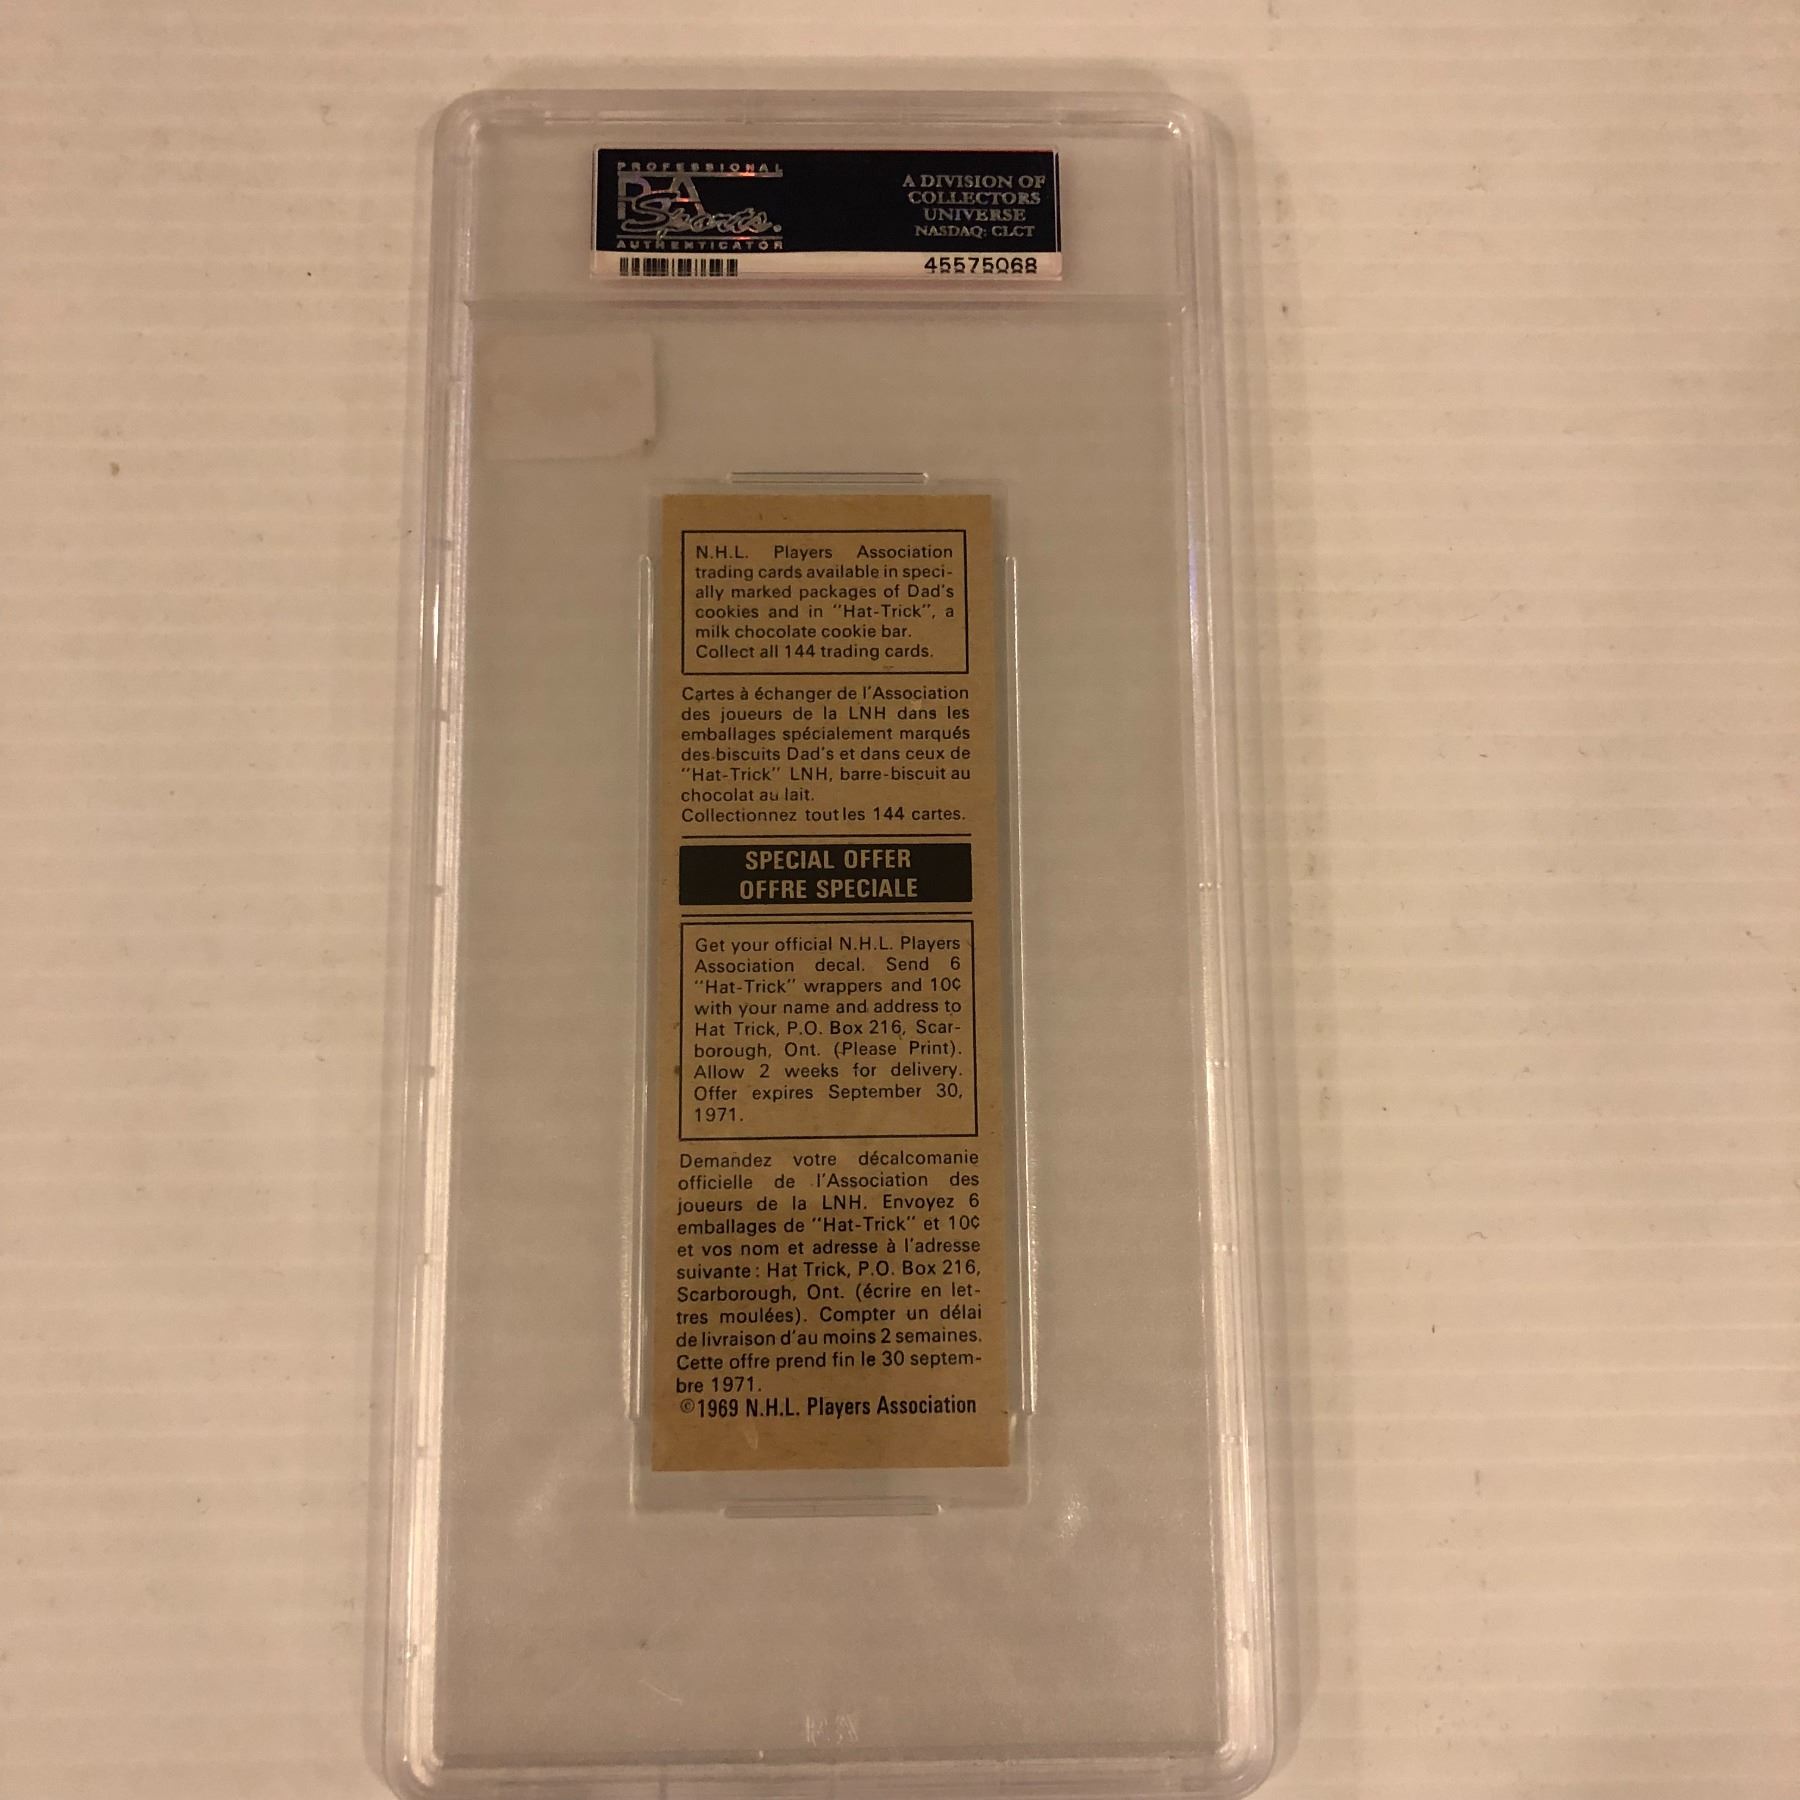 PROFESSIONAL
PSA
Sports.
AUTHENTICATOR
A DIVISION OF
COLLECTORS
UNIVERSE
NASDAQ: CLCT
45575068
N.H.L. Players Association
trading cards available in speci-
ally marked packages of Dad's
cookies and in "Hat-Trick", a
milk chocolate cookie bar.
Collect all 144 trading cards.
Cartes à échanger de l'Association
des joueurs de la LNH dans les
emballages spécialement marqués
des biscuits Dad's et dans ceux de
"Hat-Trick" LNH, barre-biscuit au
chocolat au lait.
Collectionnez tout les 144 cartes.
SPECIAL OFFER
OFFRE SPECIALE
Get your official N.H.L. Players
Association decal. Send 6
"Hat-Trick" wrappers and 10¢
with your name and address to
Hat Trick, P.O. Box 216, Scar-
borough, Ont. (Please Print).
Allow 2 weeks for delivery.
Offer expires September 30,
1971.
Demandez votre décalcomanie
officielle de l'Association des
joueurs de la LNH. Envoyez 6
emballages de "Hat-Trick" et 10¢
et vos nom et adresse à l'adresse
suivante: Hat Trick, P.O. Box 216,
Scarborough, Ont. (écrire en let-
tres moulées). Compter un délai
de livraison d'au moins 2 semaines.
Cette offre prend fin le 30 septem-
bre 1971.
©1969 N.H.L. Players Association